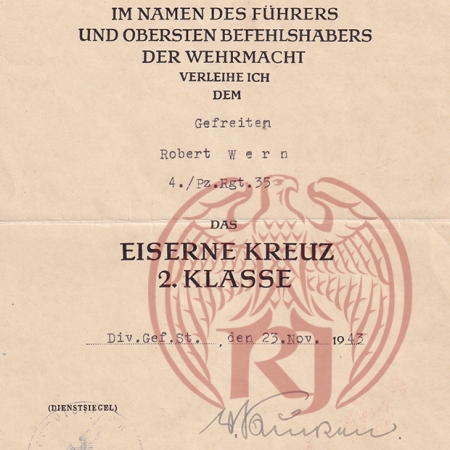 IM NAMEN DES FÜHRERS
UND OBERSTEN BEFEHLSHABERS
DER WEHRMACHT
VERLEIHE ICH
DEM
Gefreiten
Robert Wern
4./Pz.Rgt.35
DAS
EISERNE KREUZ
2. KLASSE
Div.Gef.St., den 23.Nov. 1943
RJ
(DIENSTSIEGEL)